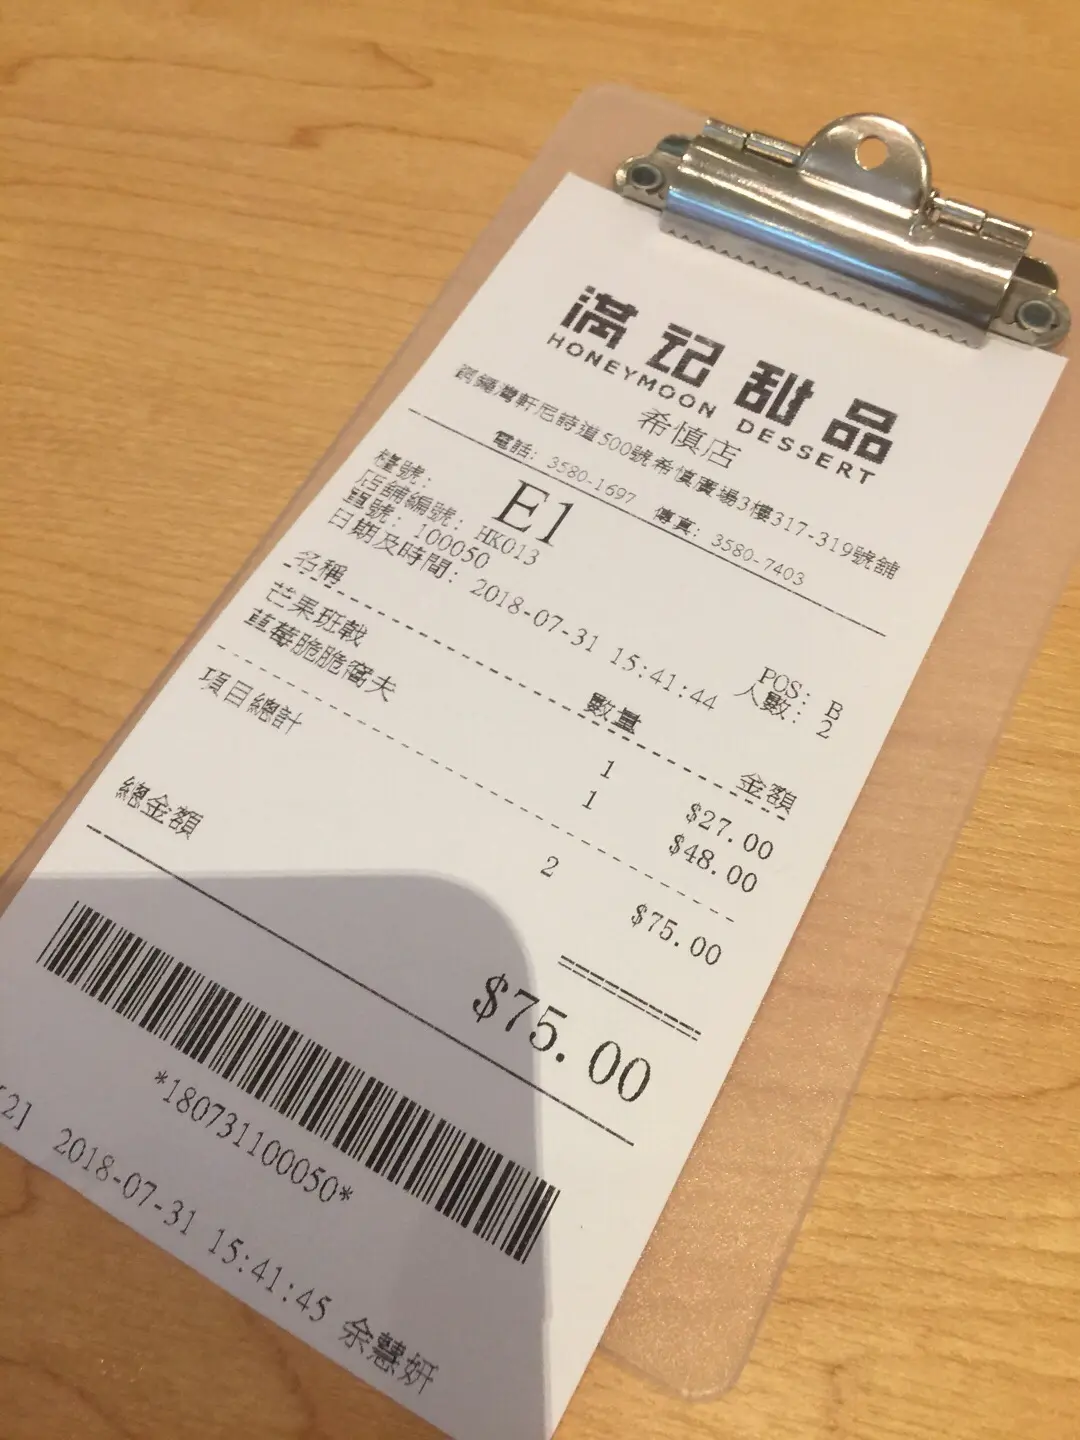 滿記甜品
HONEYMOON DESSERT
希慎店
銅鑼灣軒尼詩道500號希慎廣場3樓317-319號舖
電話: 3580-1697 傳真: 3580-7403
檯號: E1
店舖編號: HK013 POS: B
單號: 100050 人數: 2
日期及時間: 2018-07-31 15:41:44
名稱 數量 金額
芒果班戟 1 $27.00
草莓脆脆窩夫 1 $48.00
項目總計 2 $75.00
總金額 $75.00
*180731100050*
[2] 2018-07-31 15:41:45 余慧妍